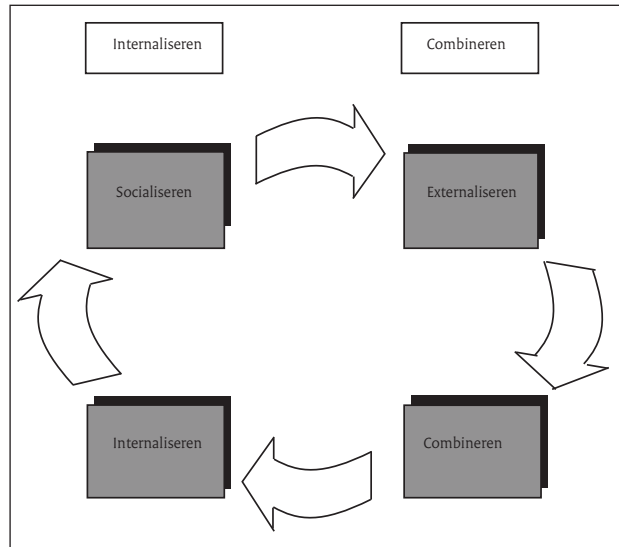 Internaliseren
Combineren
Socialiseren
Externaliseren
Internaliseren
Combineren